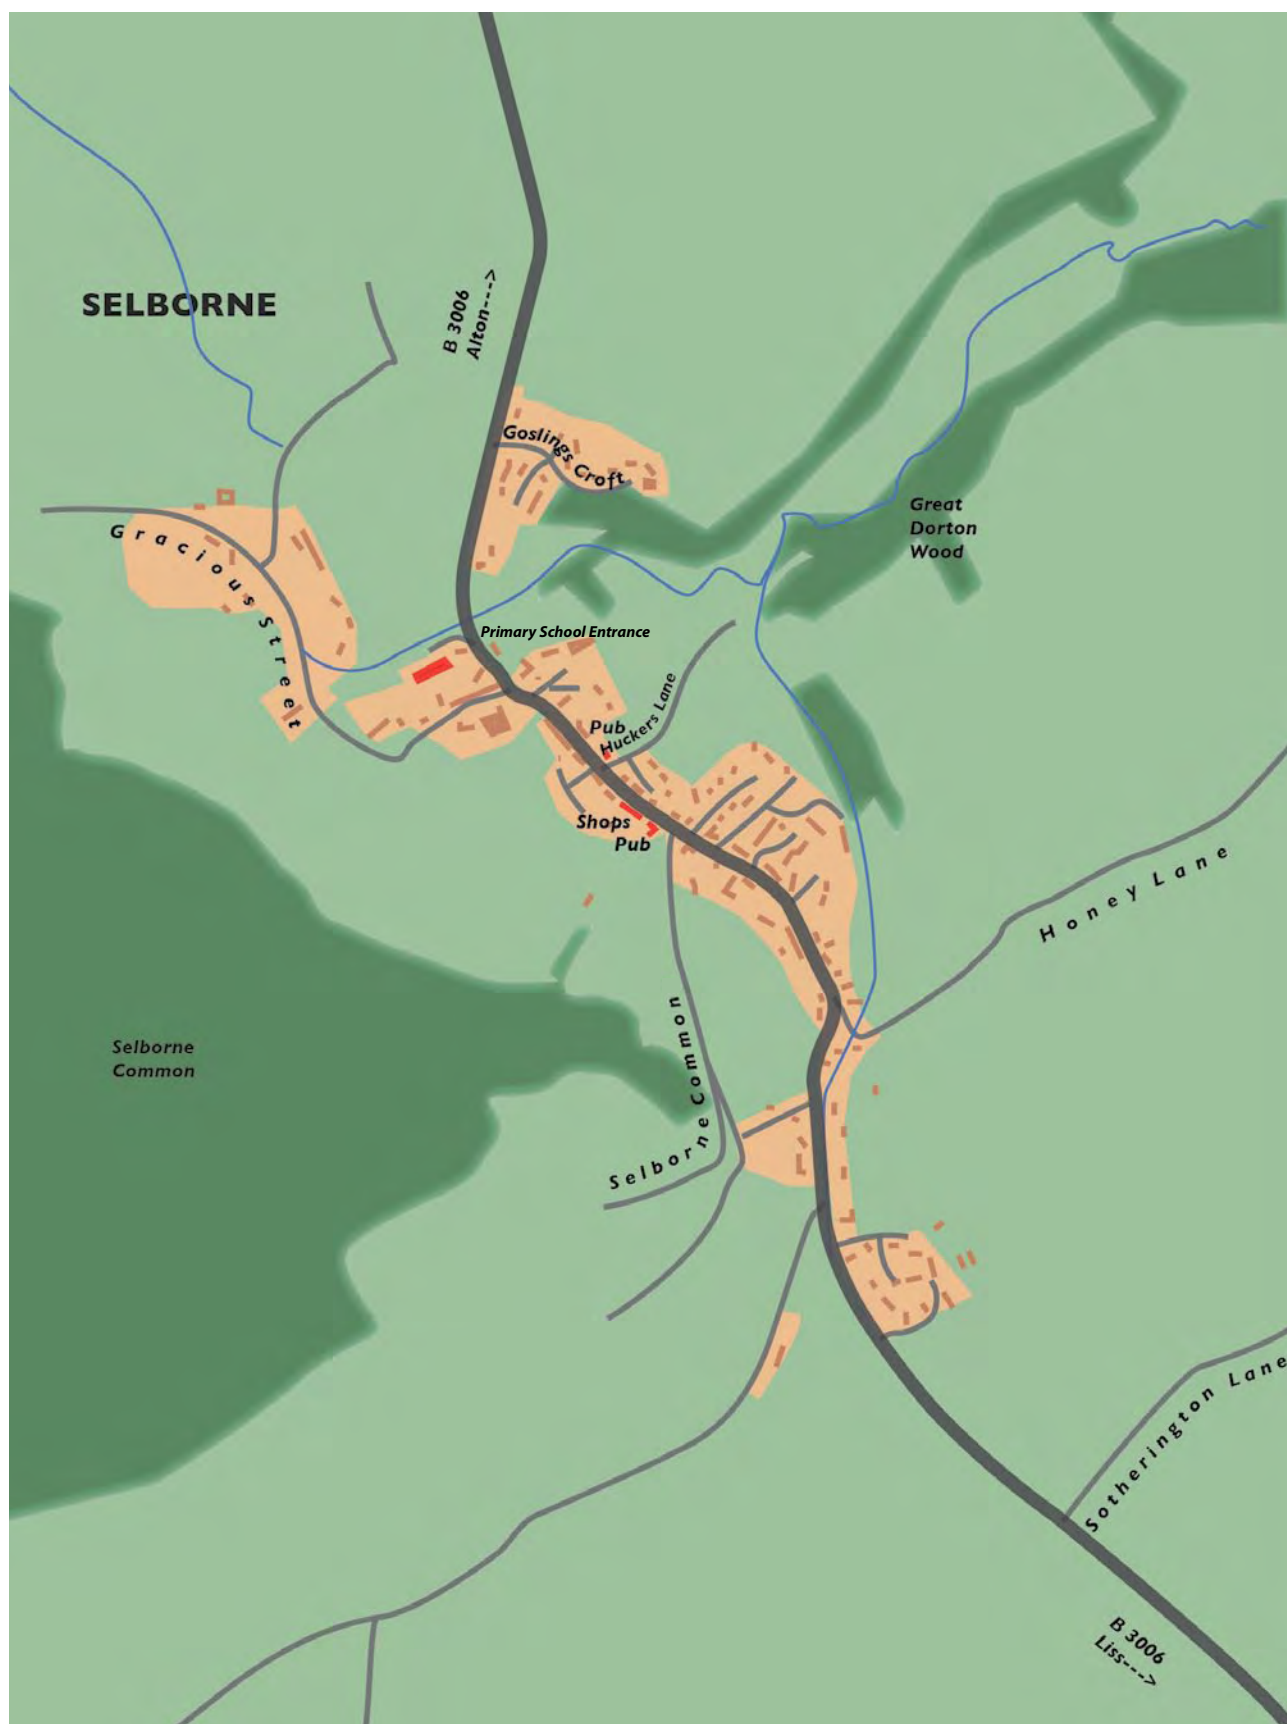 SELBORNE
B 3006
Alton---->
Goslings Croft
Great
Dorton
Wood
Gracious Street
Primary School Entrance
Pub
Huckers Lane
Shops
Pub
Honey Lane
Selborne
Common
Selborne Common
Sotherington Lane
B 3006
Liss--->